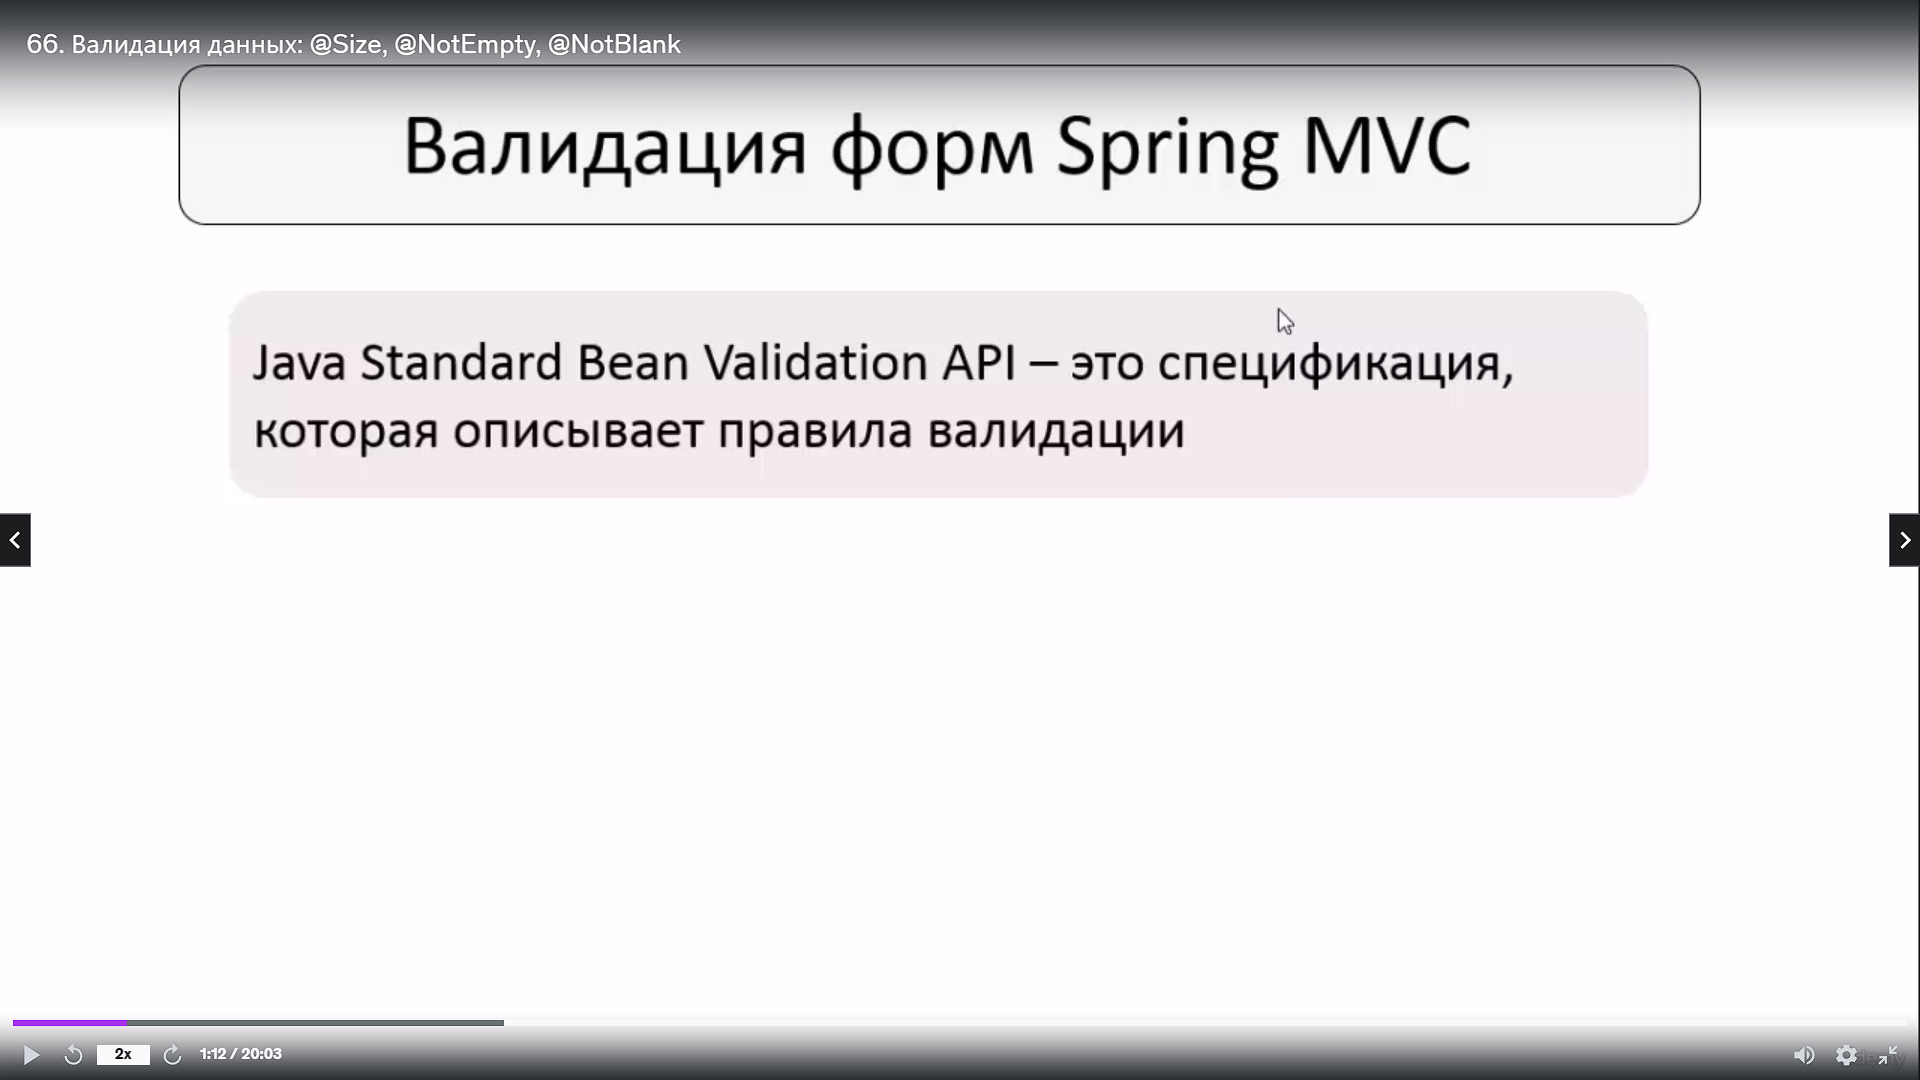 66. Валидация данных: @Size, @NotEmpty, @NotBlank
Валидация форм Spring MVC
Java Standard Bean Validation API – это спецификация,
которая описывает правила валидации
2x
1:12 / 20:03